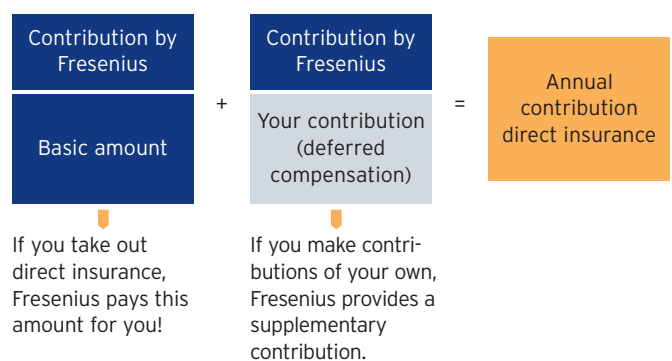 Contribution by
Fresenius
Basic amount
+
Contribution by
Fresenius
Your contribution
(deferred
compensation)
=
Annual
contribution
direct insurance
If you take out
direct insurance,
Fresenius pays this
amount for you!
If you make contri-
butions of your own,
Fresenius provides a
supplementary
contribution.